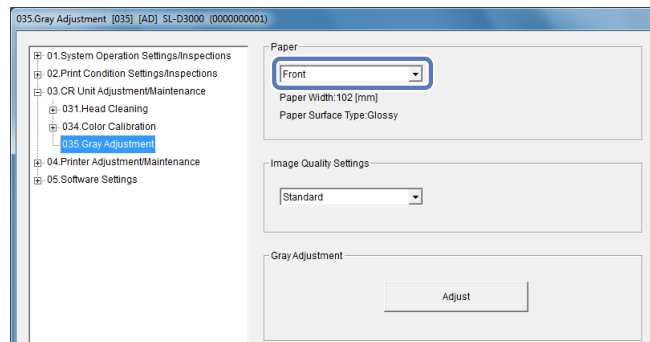 035.Gray Adjustment [035] [AD] SL-D3000 (0000000001)
01.System Operation Settings/Inspections
02.Print Condition Settings/Inspections
03.CR Unit Adjustment/Maintenance
031.Head Cleaning
034.Color Calibration
035.Gray Adjustment
04.Printer Adjustment/Maintenance
05.Software Settings
Paper
Front
Paper Width:102 [mm]
Paper Surface Type:Glossy
Image Quality Settings
Standard
Gray Adjustment
Adjust